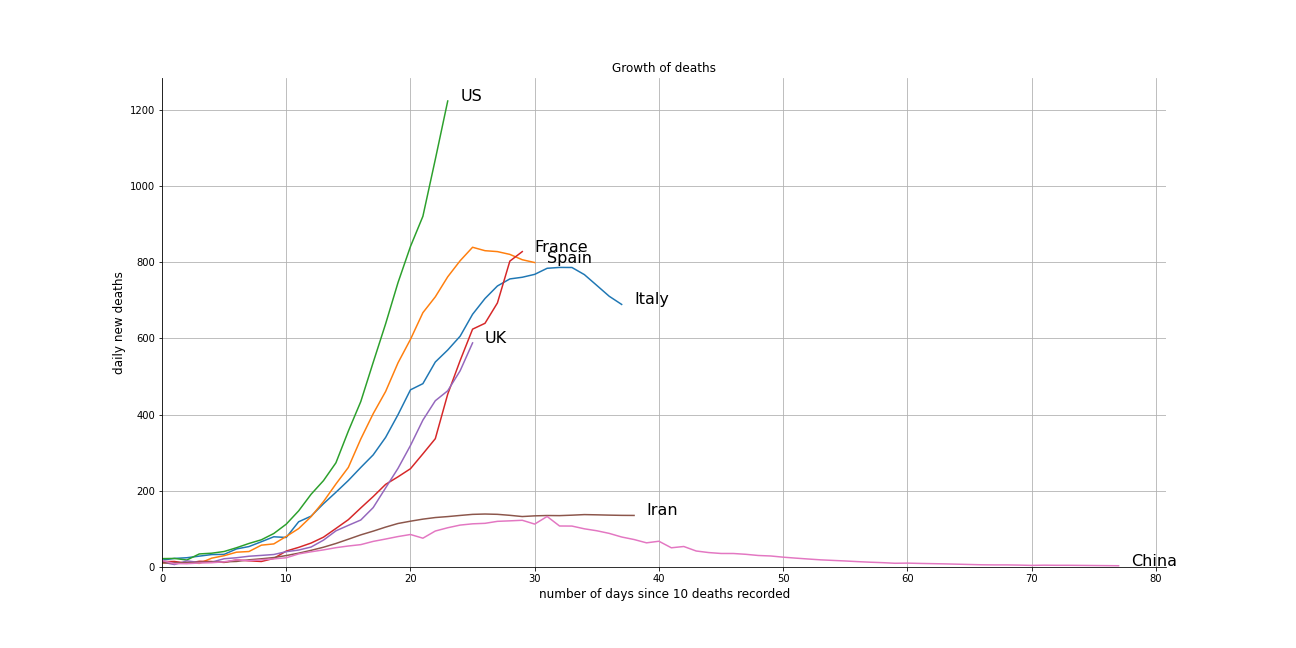 Growth of deaths
US
1200
1000
France
Spain
800
Italy
daily new deaths
UK
600
400
200
Iran
China
0
0 10 20 30 40 50 60 70 80
number of days since 10 deaths recorded